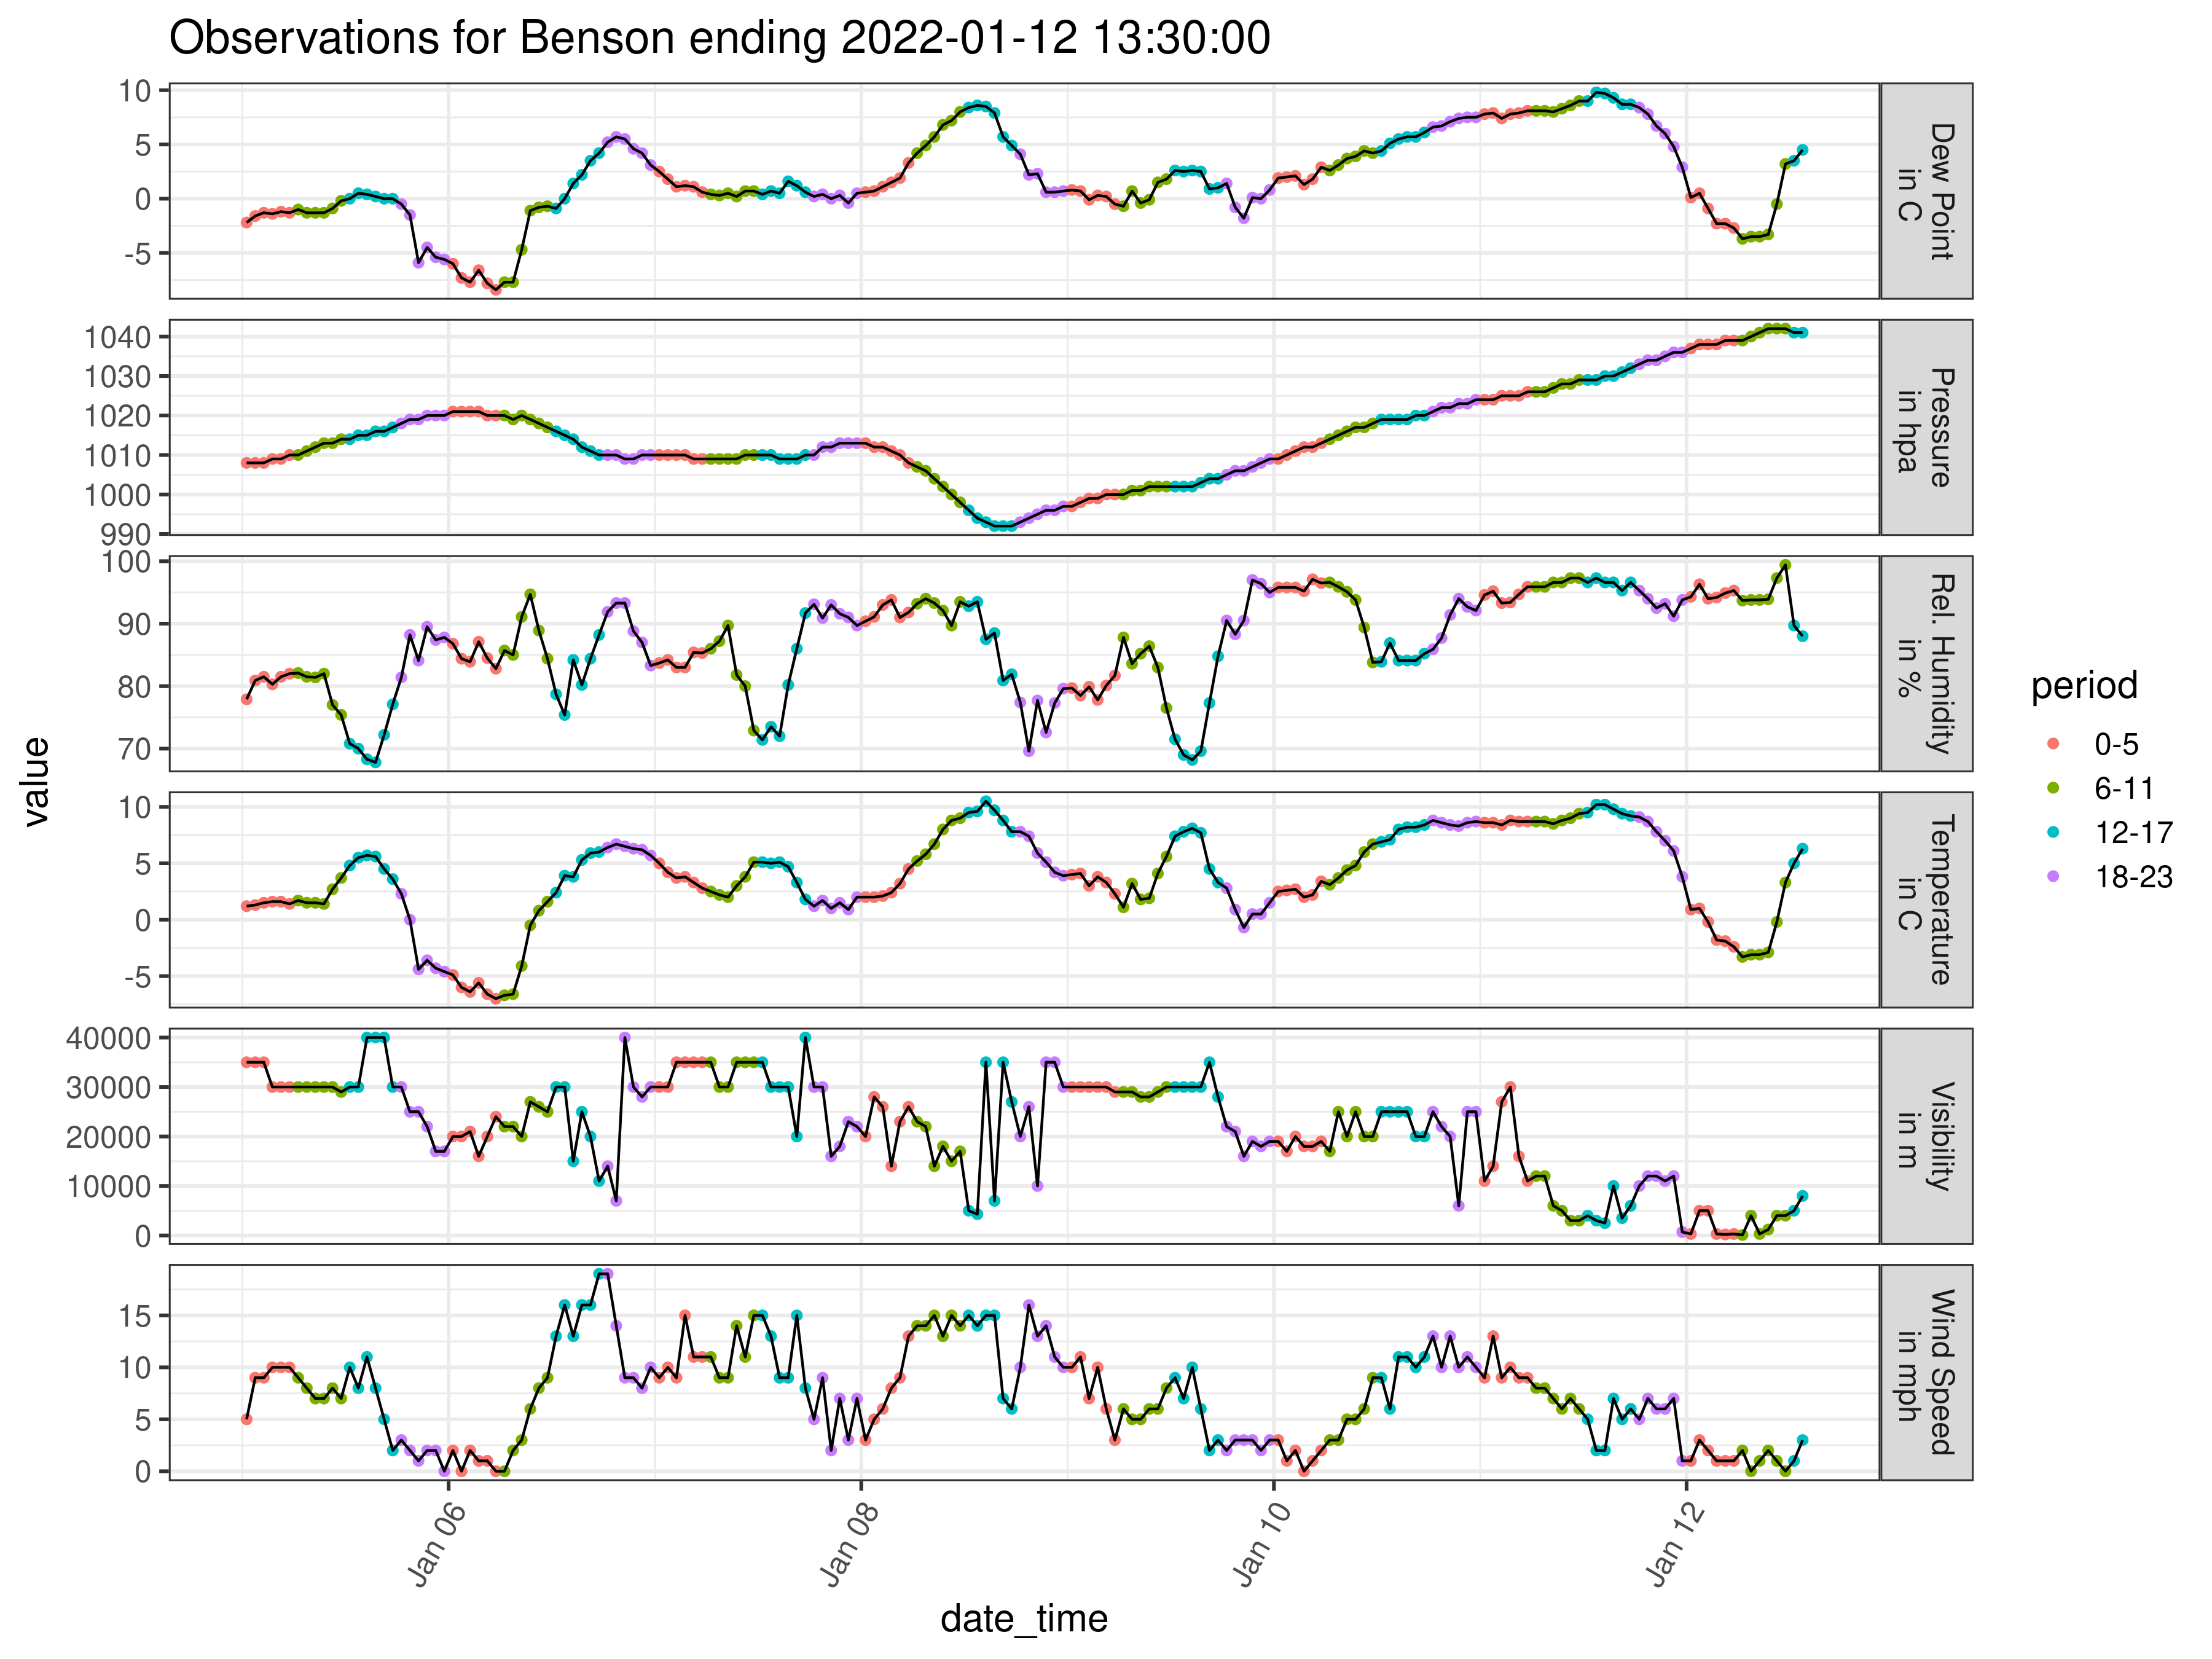 Observations for Benson ending 2022-01-12 13:30:00
value
10
5
0
-5
Dew Point
in C
1040
1030
1020
1010
1000
990
Pressure
in hpa
100
90
80
70
Rel. Humidity
in %
10
5
0
-5
Temperature
in C
40000
30000
20000
10000
0
Visibility
in m
15
10
5
0
Wind Speed
in mph
Jan 06
Jan 08
Jan 10
Jan 12
date_time
period
0-5
6-11
12-17
18-23